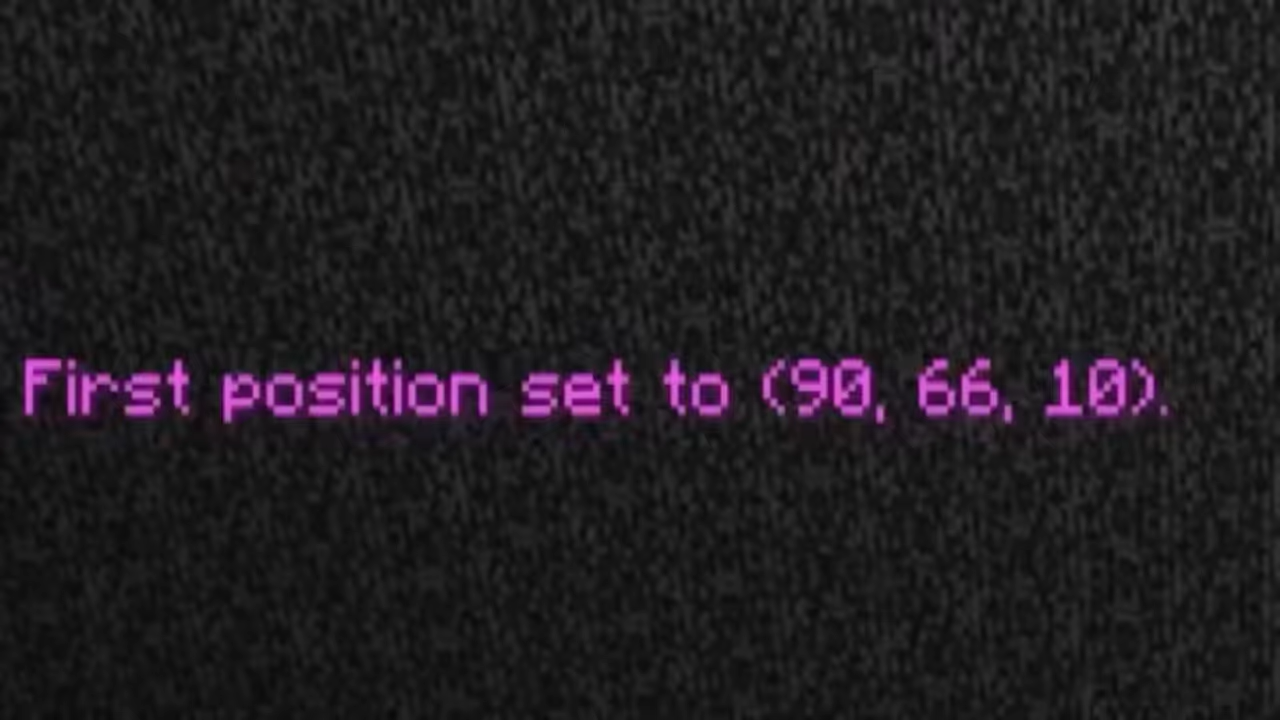 First position set to (90, 66, 10).